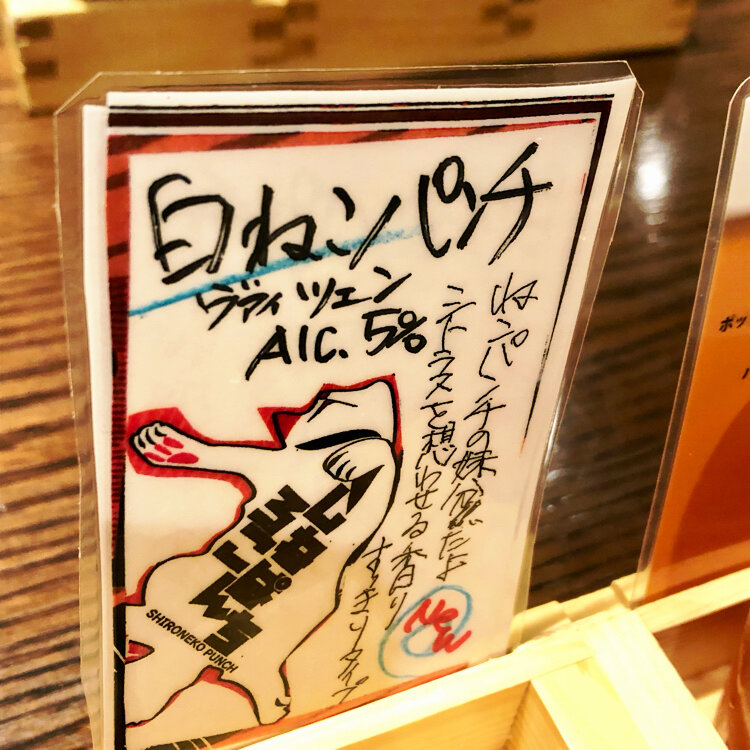 白ねこパンチ
ヴァイツェン
Alc. 5%
ねこパンチの妹分だよ
シトラスを想わせる香り
すっきりタイプ
New
しろねこぱんち
SHIRONEKO PUNCH
ポッ